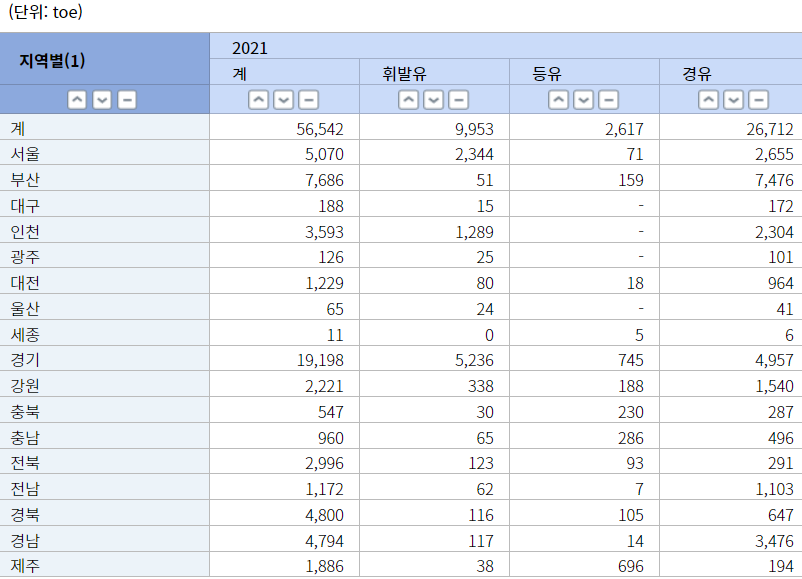 (단위: toe)
지역별(1) 2021
계 휘발유 등유 경유
계 56,542 9,953 2,617 26,712
서울 5,070 2,344 71 2,655
부산 7,686 51 159 7,476
대구 188 15 - 172
인천 3,593 1,289 - 2,304
광주 126 25 - 101
대전 1,229 80 18 964
울산 65 24 - 41
세종 11 0 5 6
경기 19,198 5,236 745 4,957
강원 2,221 338 188 1,540
충북 547 30 230 287
충남 960 65 286 496
전북 2,996 123 93 291
전남 1,172 62 7 1,103
경북 4,800 116 105 647
경남 4,794 117 14 3,476
제주 1,886 38 696 194